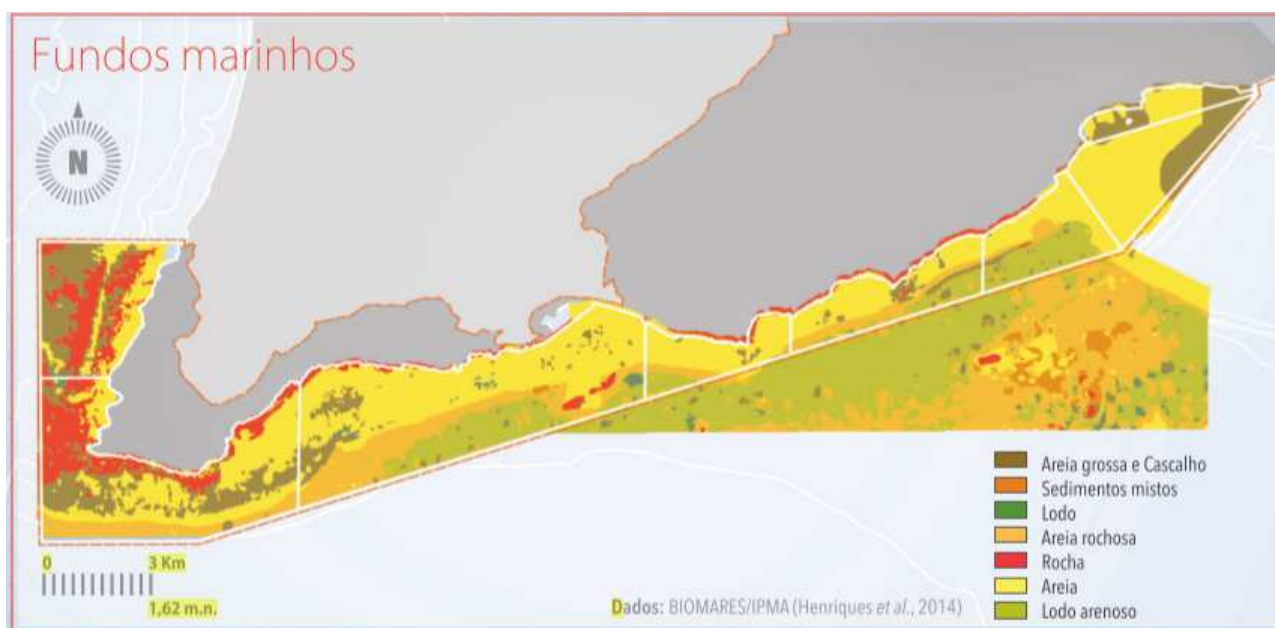 Fundos marinhos
N
Areia grossa e Cascalho
Sedimentos mistos
Lodo
Areia rochosa
Rocha
Areia
Lodo arenoso
0 3 Km
1,62 m.n.
Dados: BIOMARES/IPMA (Henriques et al., 2014)